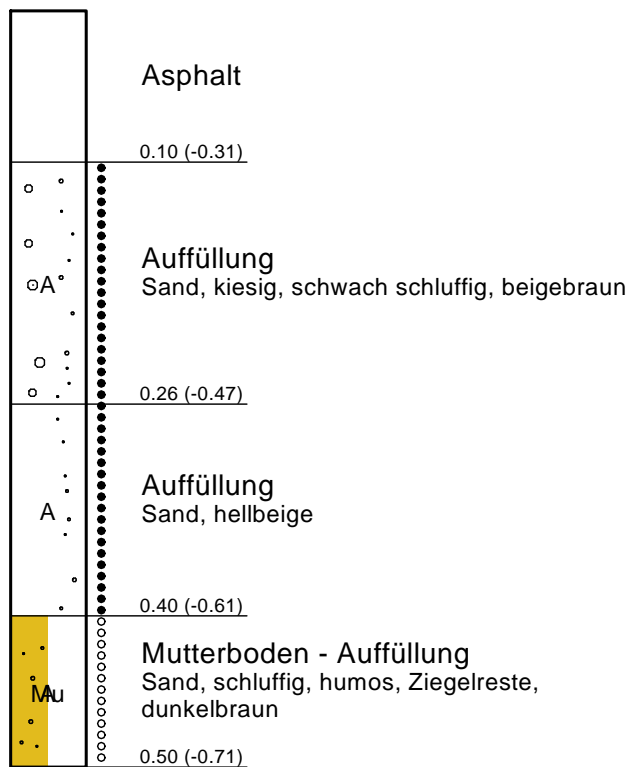 Asphalt
0.10 (-0.31)
Auffüllung
A
Sand, kiesig, schwach schluffig, beigebraun
0.26 (-0.47)
Auffüllung
A
Sand, hellbeige
0.40 (-0.61)
Mutterboden - Auffüllung
Sand, schluffig, humos, Ziegelreste,
dunkelbraun
0.50 (-0.71)